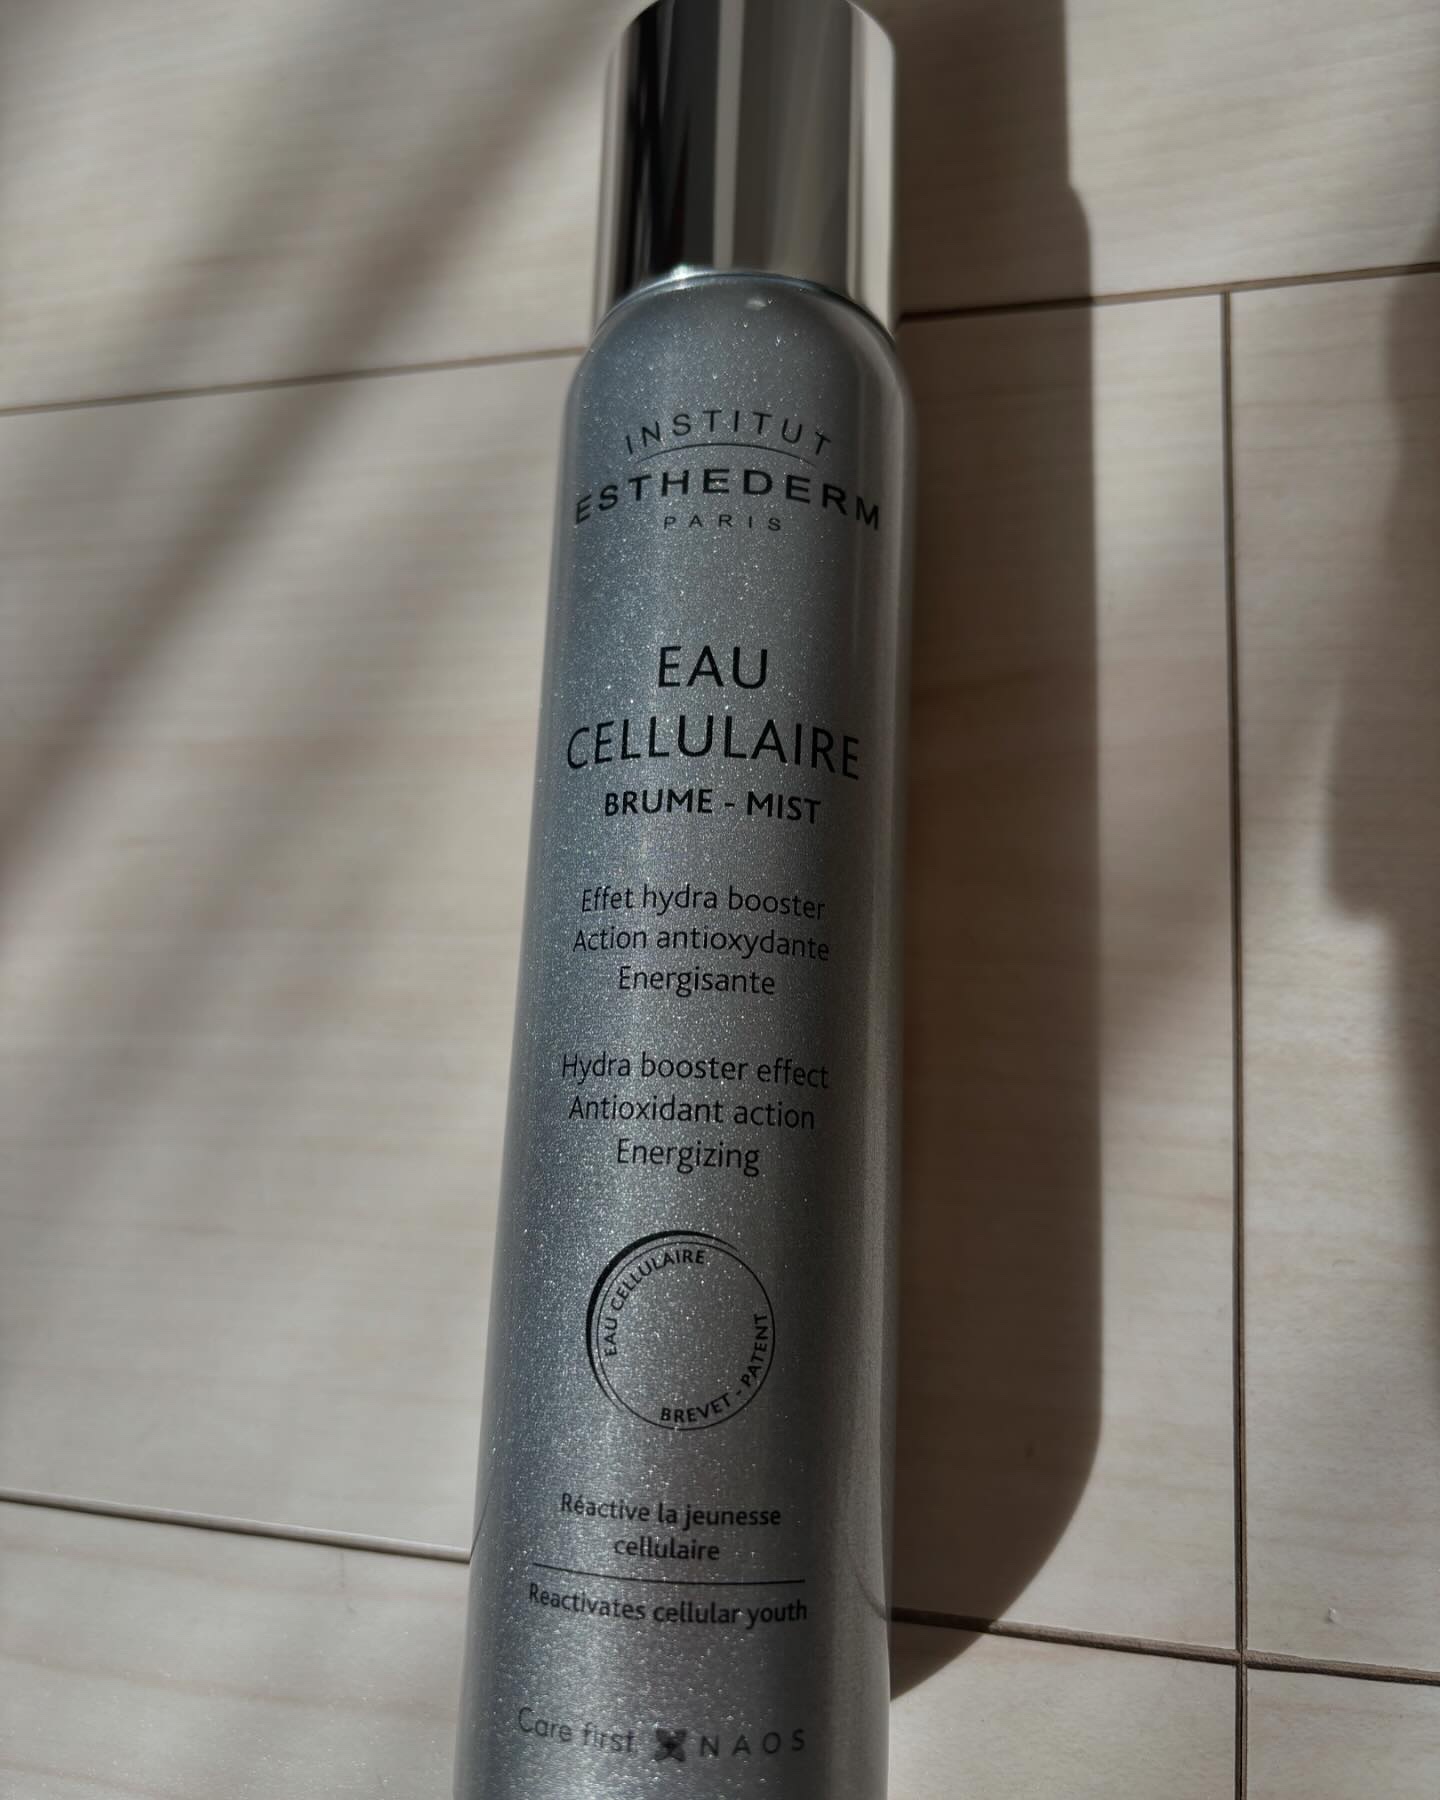 INSTITUT
ESTHEDERM
PARIS
EAU
CELLULAIRE
BRUME - MIST
Effet hydra booster
Action antioxydante
Energisante
Hydra booster effect
Antioxidant action
Energizing
EAU CELLULAIRE
BREVET - PATENT
Réactive la jeunesse
cellulaire
Reactivates cellular youth
Care first NAOS